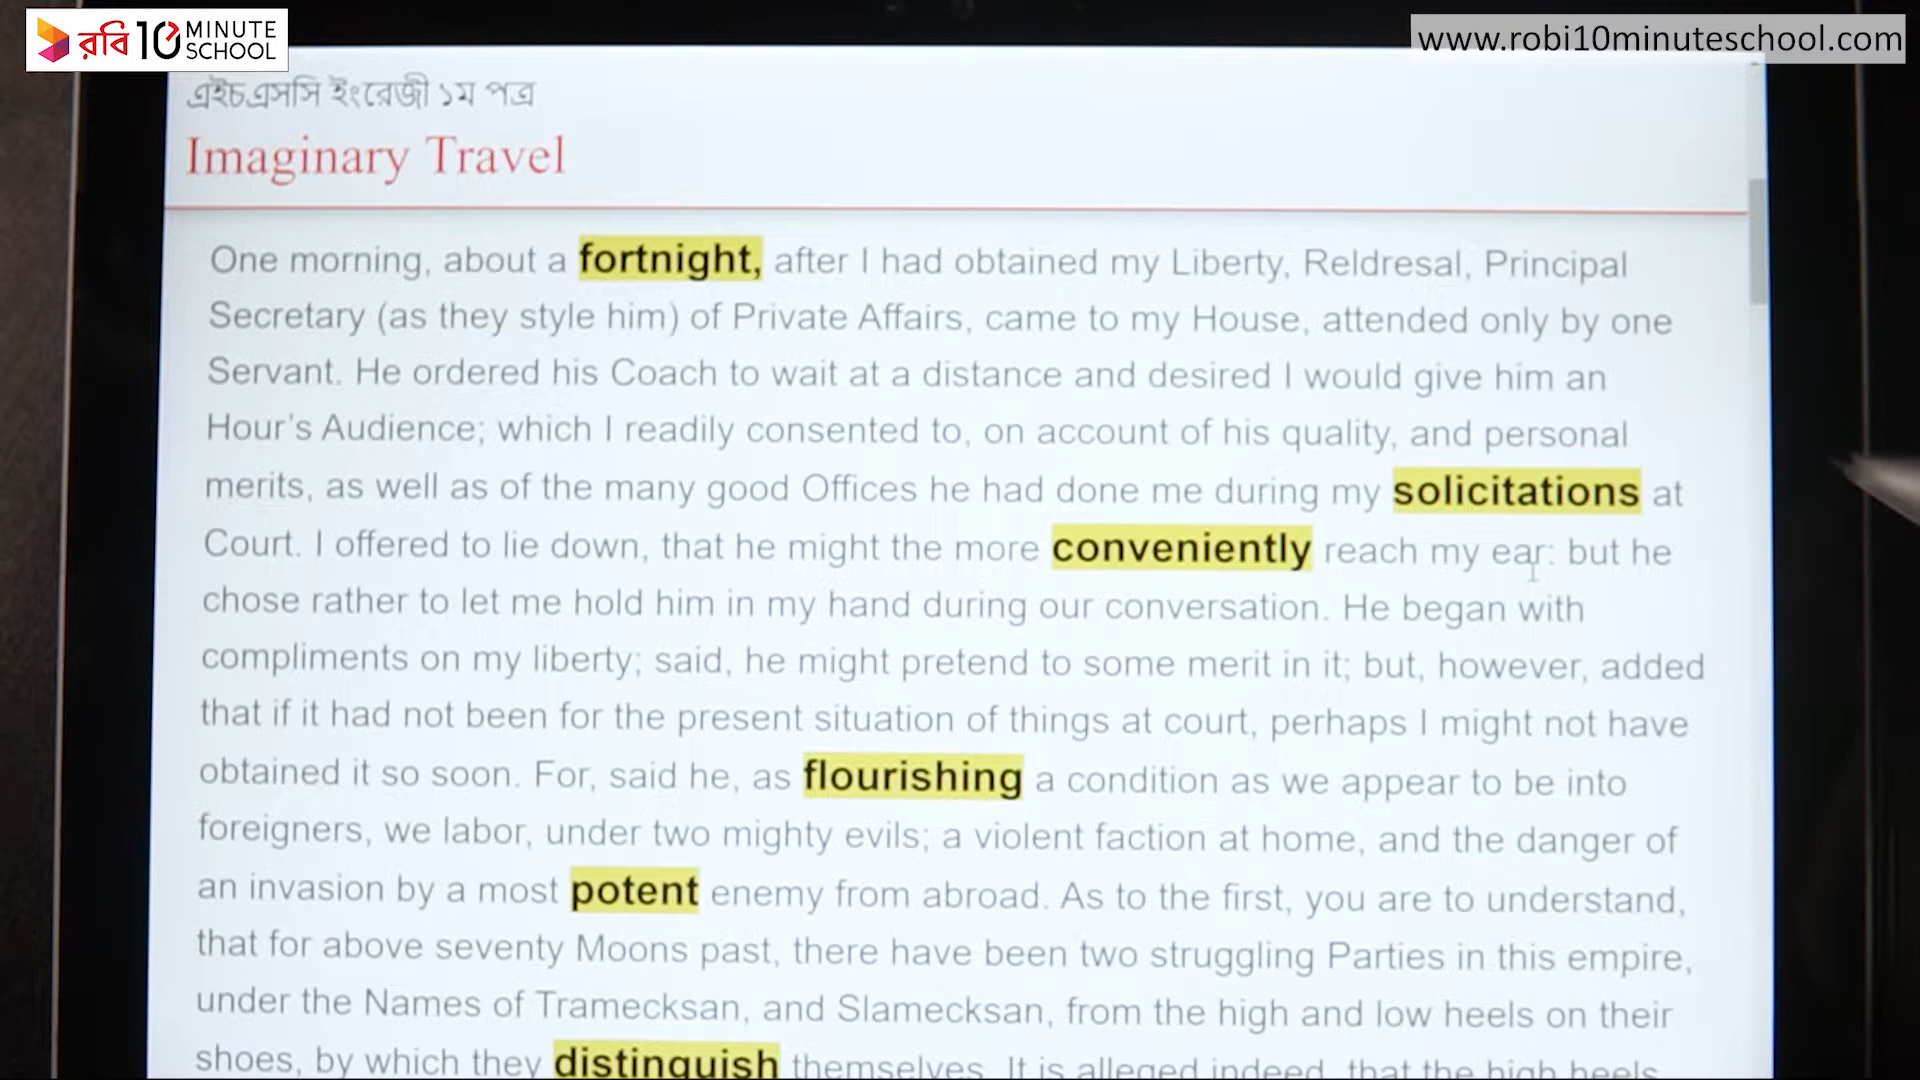 রবি 10 MINUTE SCHOOL
www.robi10minuteschool.com
এইচএসসি ইংরেজী ১ম পত্র
Imaginary Travel
One morning, about a fortnight, after I had obtained my Liberty, Reldresal, Principal
Secretary (as they style him) of Private Affairs, came to my House, attended only by one
Servant. He ordered his Coach to wait at a distance and desired I would give him an
Hour's Audience; which I readily consented to, on account of his quality, and personal
merits, as well as of the many good Offices he had done me during my solicitations at
Court. I offered to lie down, that he might the more conveniently reach my ear: but he
chose rather to let me hold him in my hand during our conversation. He began with
compliments on my liberty; said, he might pretend to some merit in it; but, however, added
that if it had not been for the present situation of things at court, perhaps I might not have
obtained it so soon. For, said he, as flourishing a condition as we appear to be into
foreigners, we labor, under two mighty evils; a violent faction at home, and the danger of
an invasion by a most potent enemy from abroad. As to the first, you are to understand,
that for above seventy Moons past, there have been two struggling Parties in this empire,
under the Names of Tramecksan, and Slamecksan, from the high and low heels on their
shoes, by which they distinguish themselves. It is alleged indeed, that the high heels